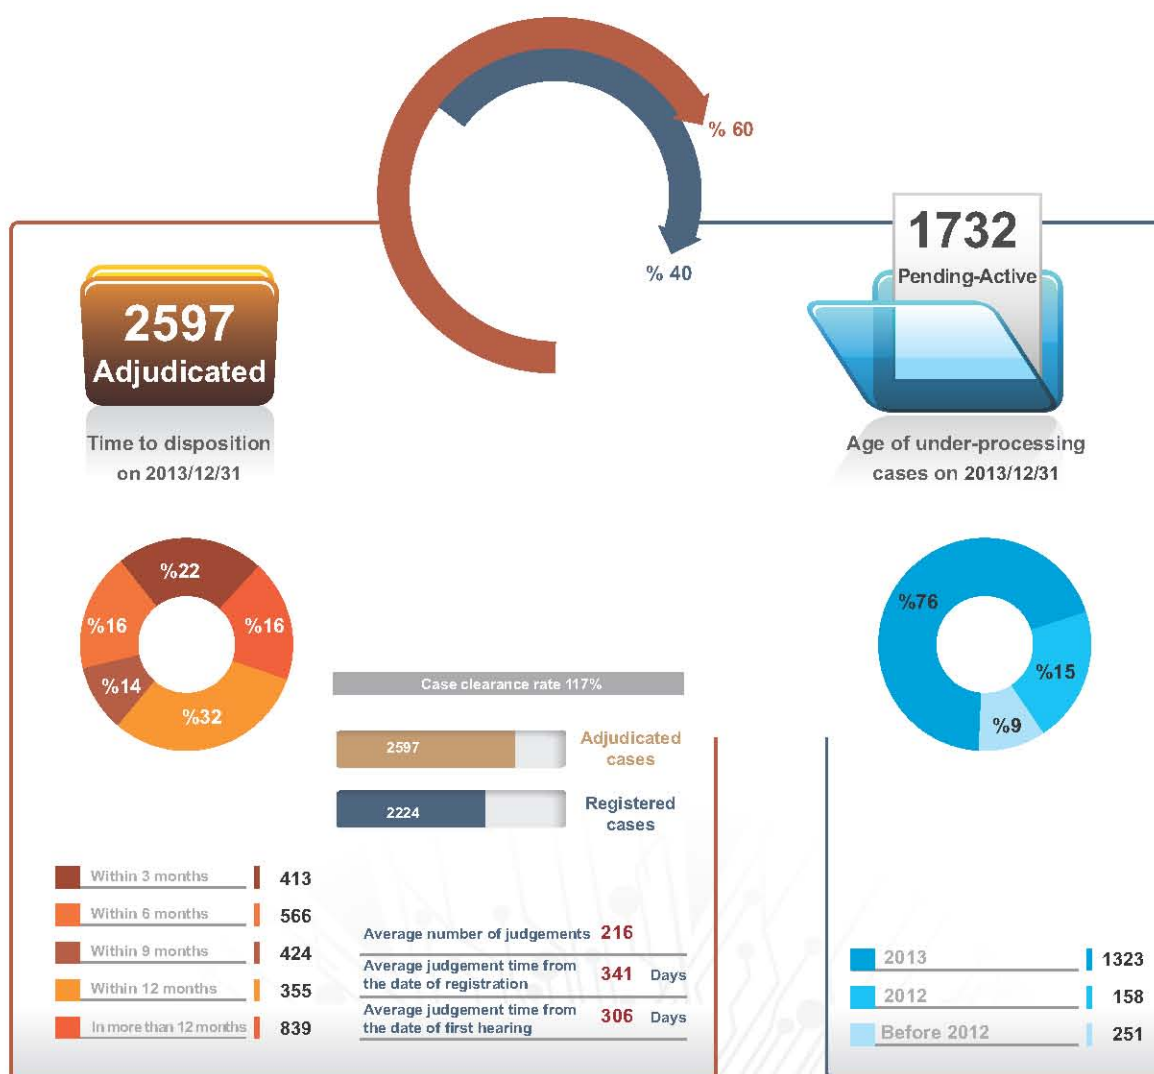 % 60
% 40
2597
Adjudicated
Time to disposition
on 2013/12/31
1732
Pending-Active
Age of under-processing
cases on 2013/12/31
%22
%16
%16
%14
%32
%76
%15
%9
Case clearance rate 117%
2597
Adjudicated
cases
2224
Registered
cases
Within 3 months 413
Within 6 months 566
Within 9 months 424
Within 12 months 355
In more than 12 months 839
Average number of judgements 216
Average judgement time from
the date of registration 341 Days
Average judgement time from
the date of first hearing 306 Days
2013 1323
2012 158
Before 2012 251